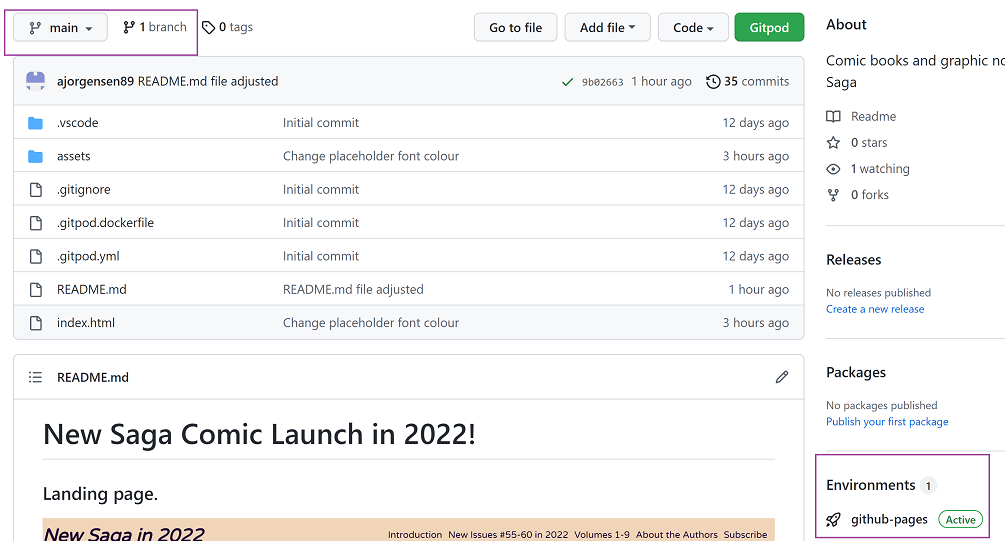 main 1 branch 0 tags Go to file Add file Code Gitpod
ajorgensen89 README.md file adjusted 9b02663 1 hour ago 35 commits
.vscode Initial commit 12 days ago
assets Change placeholder font colour 3 hours ago
.gitignore Initial commit 12 days ago
.gitpod.dockerfile Initial commit 12 days ago
.gitpod.yml Initial commit 12 days ago
README.md README.md file adjusted 1 hour ago
index.html Change placeholder font colour 3 hours ago
README.md
New Saga Comic Launch in 2022!
Landing page.
New Saga in 2022 Introduction New Issues #55-60 in 2022 Volumes 1-9 About the Authors Subscribe
About
Comic books and graphic no
Saga
Readme
0 stars
1 watching
0 forks
Releases
No releases published
Create a new release
Packages
No packages published
Publish your first package
Environments 1
github-pages Active